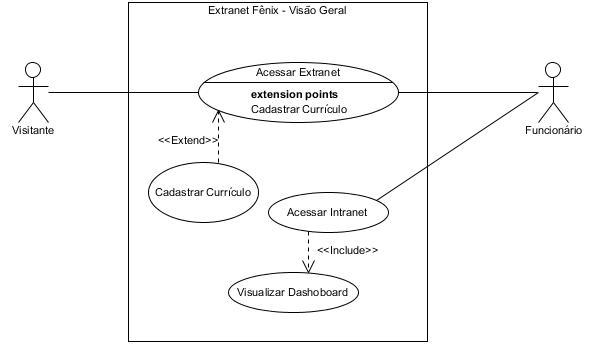 Extranet Fênix - Visão Geral
Acessar Extranet
extension points
Cadastrar Currículo
Visitante
Funcionário
<<Extend>>
Cadastrar Currículo
Acessar Intranet
<<Include>>
Visualizar Dashoboard